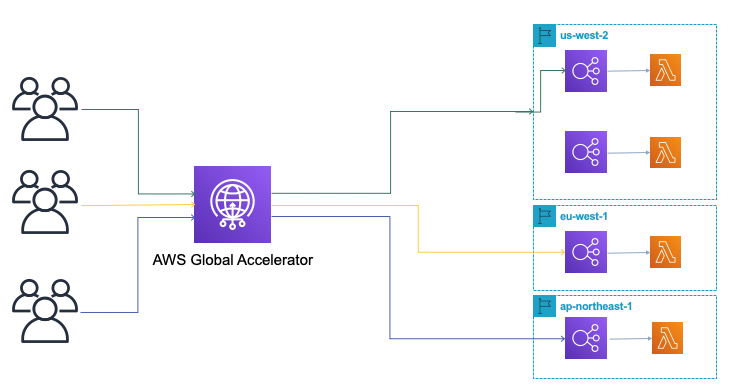 us-west-2
AWS Global Accelerator
eu-west-1
ap-northeast-1